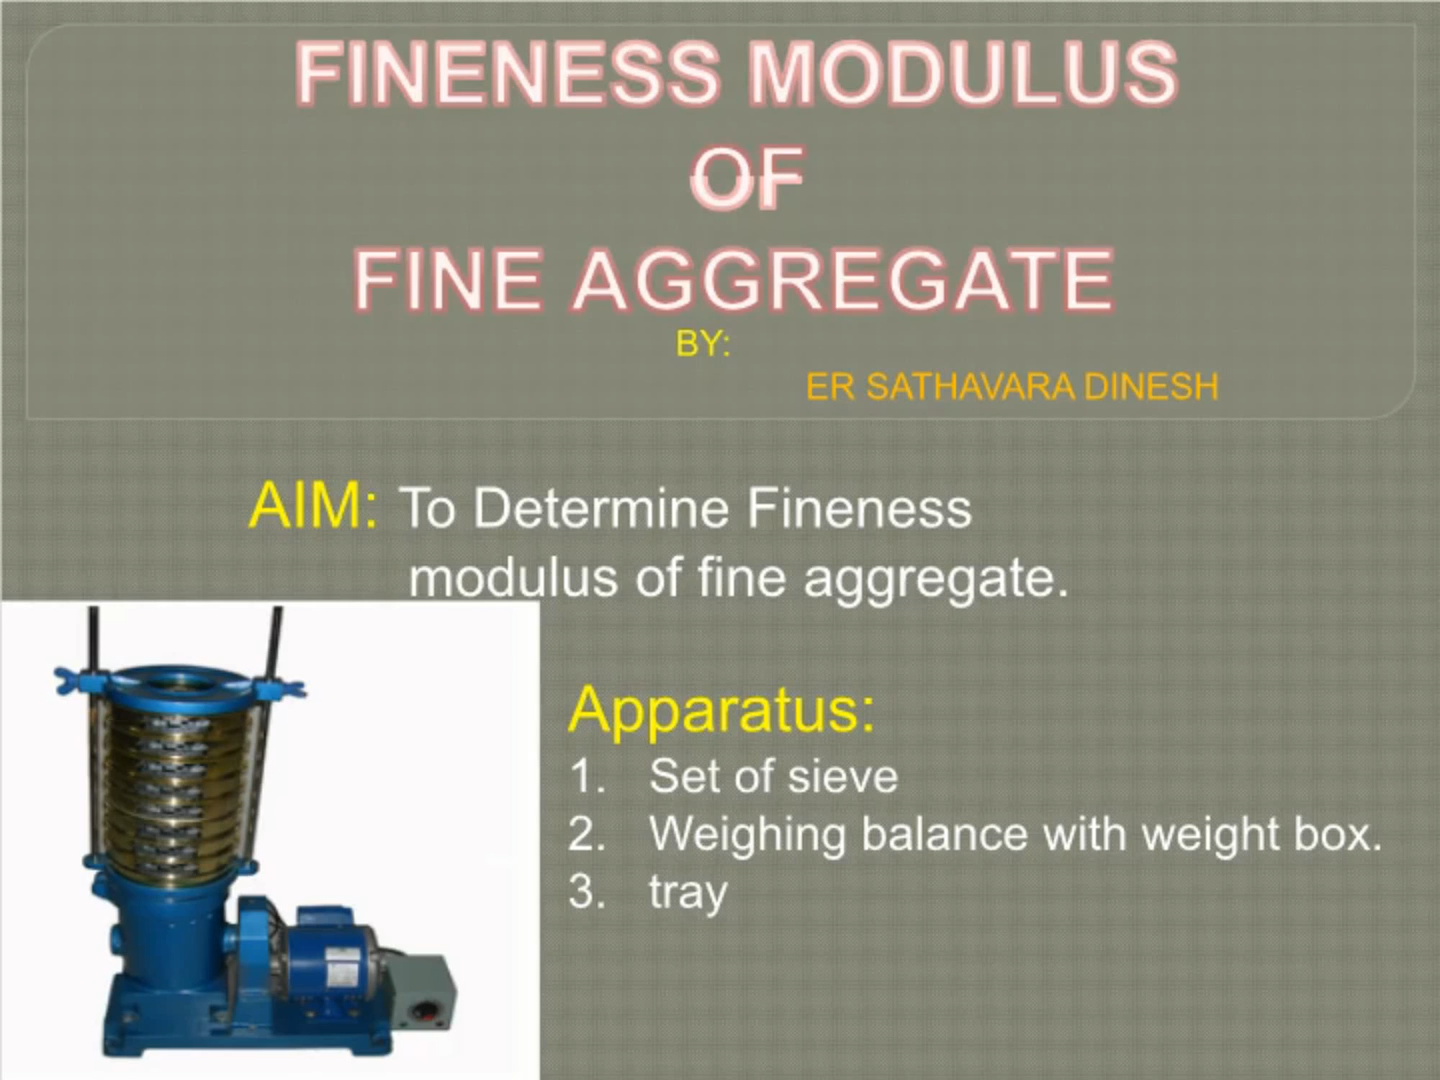 FINENESS MODULUS
OF
FINE AGGREGATE
BY:
ER SATHAVARA DINESH
AIM: To Determine Fineness
modulus of fine aggregate.
Apparatus:
1. Set of sieve
2. Weighing balance with weight box.
3. tray